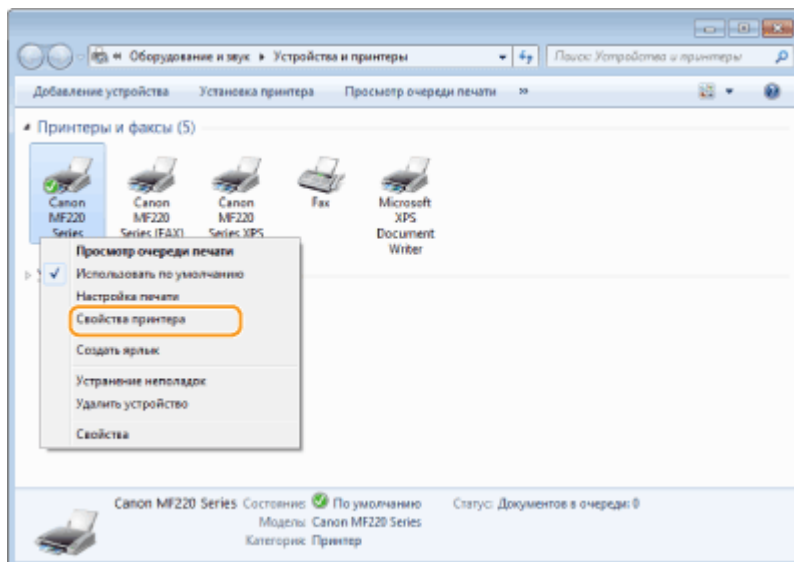 « Оборудование и звук ▸ Устройства и принтеры
Поиск: Устройства и принтеры
Добавление устройства Установка принтера Просмотр очереди печати »
Принтеры и факсы (5)
Canon MF220 Series
Canon MF220 Series (FAX)
Canon MF220 Series XPS
Fax
Microsoft XPS Document Writer
Просмотр очереди печати
Использовать по умолчанию
Настройка печати
Свойства принтера
Создать ярлык
Устранение неполадок
Удалить устройство
Свойства
Canon MF220 Series Состояние: По умолчанию Статус: Документов в очереди: 0
Модель: Canon MF220 Series
Категория: Принтер